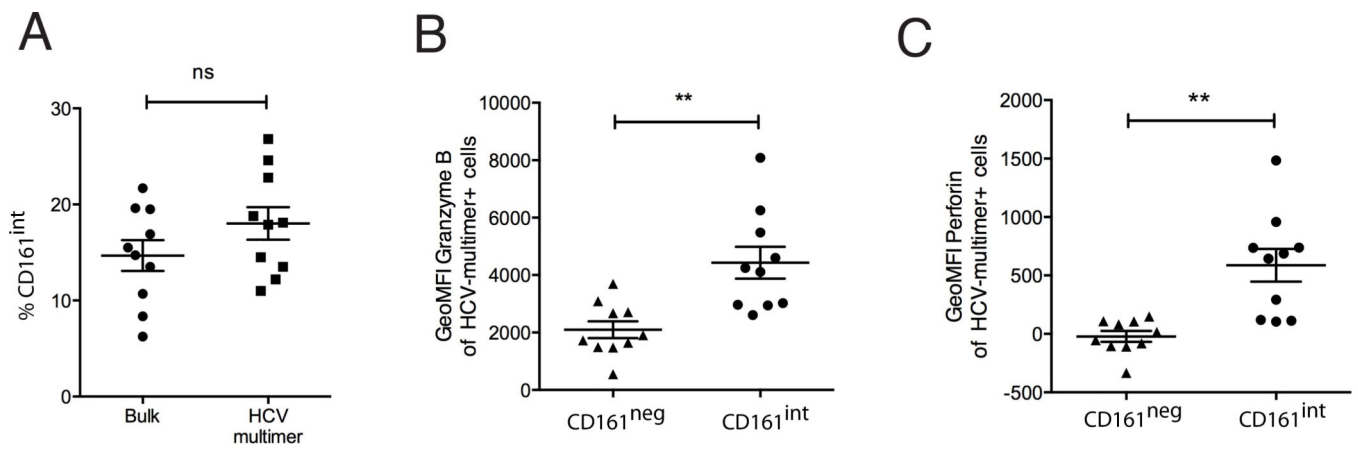 A
ns
% CD161int
30
20
10
0
Bulk
HCV
multimer
B
**
GeoMFI Granzyme B
of HCV-multimer+ cells
10000
8000
6000
4000
2000
0
CD161neg
CD161int
C
**
GeoMFI Perforin
of HCV-multimer+ cells
2000
1500
1000
500
0
-500
CD161neg
CD161int